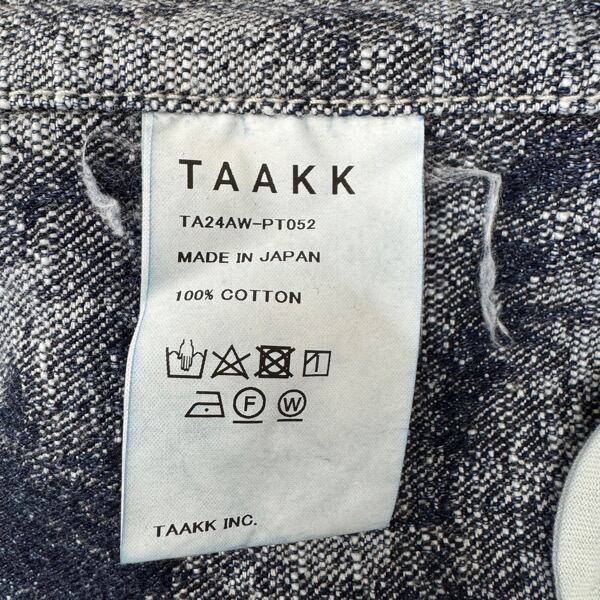 TAAKK
TA24AW-PT052
MADE IN JAPAN
100% COTTON
F W
TAAKK INC.